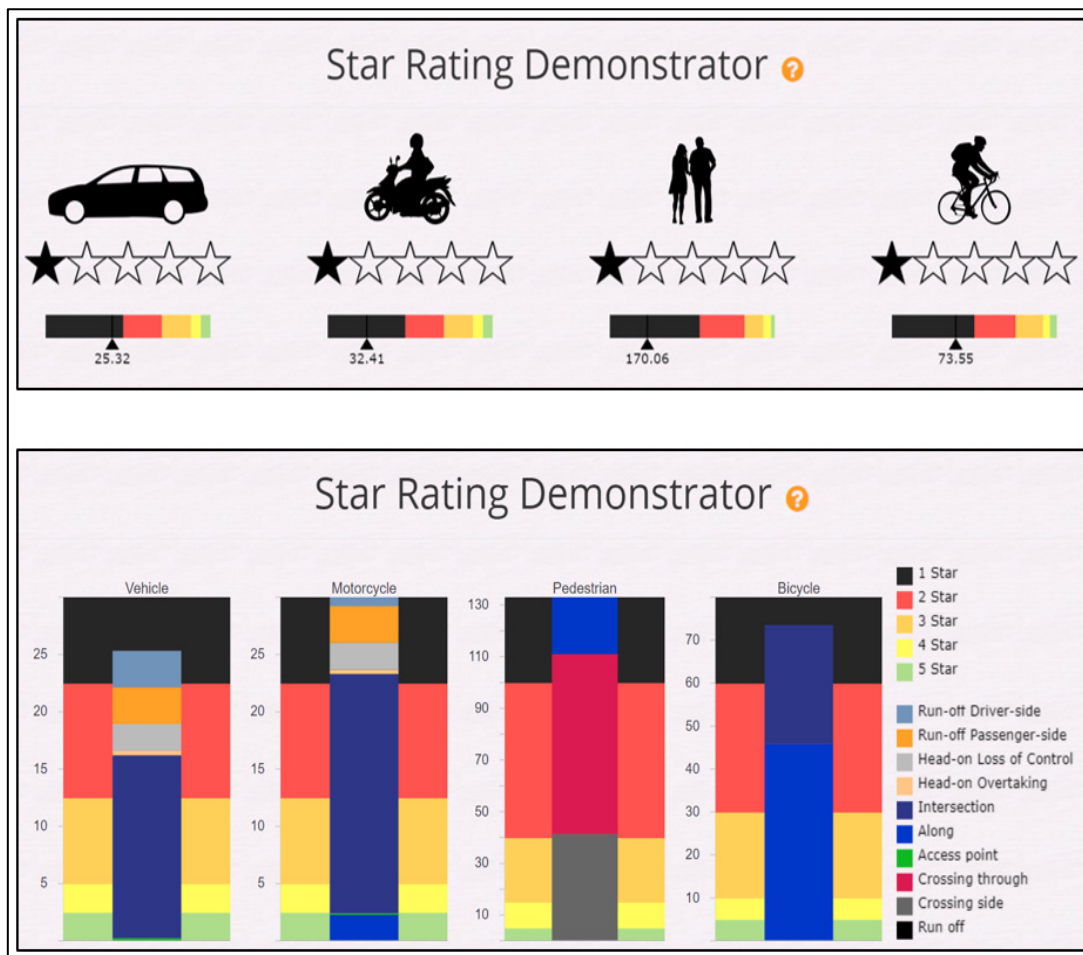 Star Rating Demonstrator ?
25.32
32.41
170.06
73.55
Star Rating Demonstrator ?
Vehicle
25
20
15
10
5
Motorcycle
25
20
15
10
5
Pedestrian
130
110
90
70
50
30
10
Bicycle
70
60
50
40
30
20
10
1 Star
2 Star
3 Star
4 Star
5 Star
Run-off Driver-side
Run-off Passenger-side
Head-on Loss of Control
Head-on Overtaking
Intersection
Along
Access point
Crossing through
Crossing side
Run off